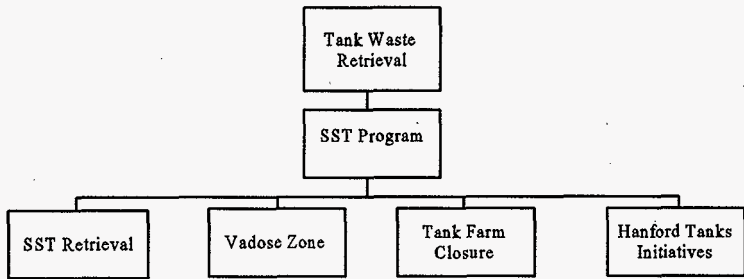 Tank Waste
Retrieval
SST Program
SST Retrieval
Vadose Zone
Tank Farm
Closure
Hanford Tanks
Initiatives